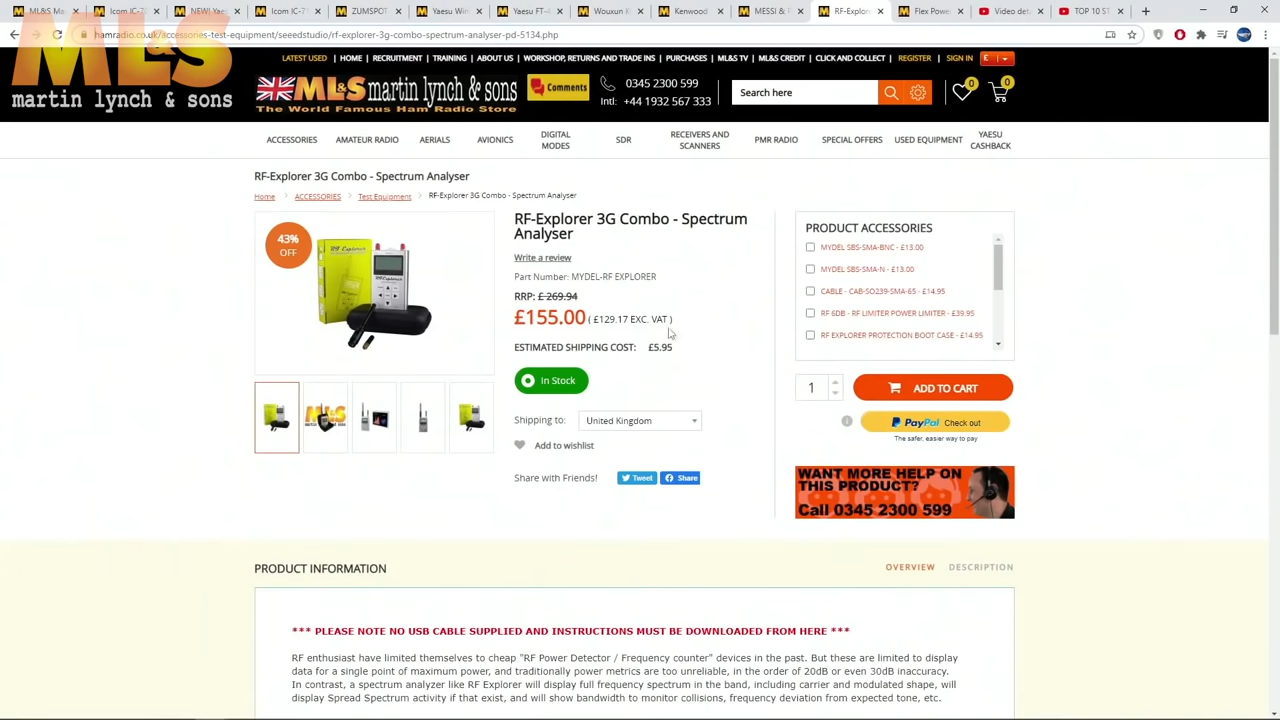 ML&S Ma
Icom IC-7
NEW! Yae
Icom IC-7
ZUMSPOT
Yaesu Wi
Yaesu FT-4
Wouxun K
Kenwood
MESSI & P
RF-Explor
Flex Power
Video det
TOP 10 ST
hamradio.co.uk/accessories-test-equipment/seeedstudio/rf-explorer-3g-combo-spectrum-analyser-pd-5134.php
MLS
martin lynch & sons
LATEST USED | HOME | RECRUITMENT | TRAINING | ABOUT US | WORKSHOP, RETURNS AND TRADE INS | PURCHASES | ML&S TV | ML&S CREDIT | CLICK AND COLLECT | REGISTER | SIGN IN £
ML&S martin lynch & sons
The World Famous Ham Radio Store
Comments
0345 2300 599
Intl: +44 1932 567 333
Search here
0
0
ACCESSORIES
AMATEUR RADIO
AERIALS
AVIONICS
DIGITAL
MODES
SDR
RECEIVERS AND
SCANNERS
PMR RADIO
SPECIAL OFFERS
USED EQUIPMENT
YAESU
CASHBACK
RF-Explorer 3G Combo - Spectrum Analyser
Home
ACCESSORIES
Test Equipment
RF-Explorer 3G Combo - Spectrum Analyser
43%
OFF
RF Explorer
RF-Explorer 3G Combo - Spectrum
Analyser
Write a review
Part Number: MYDEL-RF EXPLORER
RRP: £ 269.94
£155.00 ( £129.17 EXC. VAT )
ESTIMATED SHIPPING COST: £5.95
In Stock
Shipping to: United Kingdom
Add to wishlist
Share with Friends! Tweet Share
PRODUCT ACCESSORIES
MYDEL SBS-SMA-BNC - £13.00
MYDEL SBS-SMA-N - £13.00
CABLE - CAB-SO239-SMA-65 - £14.95
RF 6DB - RF LIMITER POWER LIMITER - £39.95
RF EXPLORER PROTECTION BOOT CASE - £14.95
1
ADD TO CART
PayPal Check out
The safer, easier way to pay
WANT MORE HELP ON
THIS PRODUCT?
Call 0345 2300 599
PRODUCT INFORMATION
OVERVIEW
DESCRIPTION
*** PLEASE NOTE NO USB CABLE SUPPLIED AND INSTRUCTIONS MUST BE DOWNLOADED FROM HERE ***
RF enthusiast have limited themselves to cheap "RF Power Detector / Frequency counter" devices in the past. But these are limited to display
data for a single point of maximum power, and traditionally power metrics are too unreliable, in the order of 20dB or even 30dB inaccuracy.
In contrast, a spectrum analyzer like RF Explorer will display full frequency spectrum in the band, including carrier and modulated shape, will
display Spread Spectrum activity if that exist, and will show bandwidth to monitor collisions, frequency deviation from expected tone, etc.